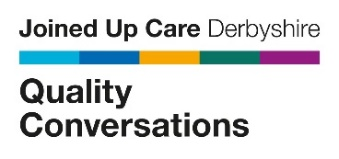 Joined Up Care Derbyshire
Quality
Conversations